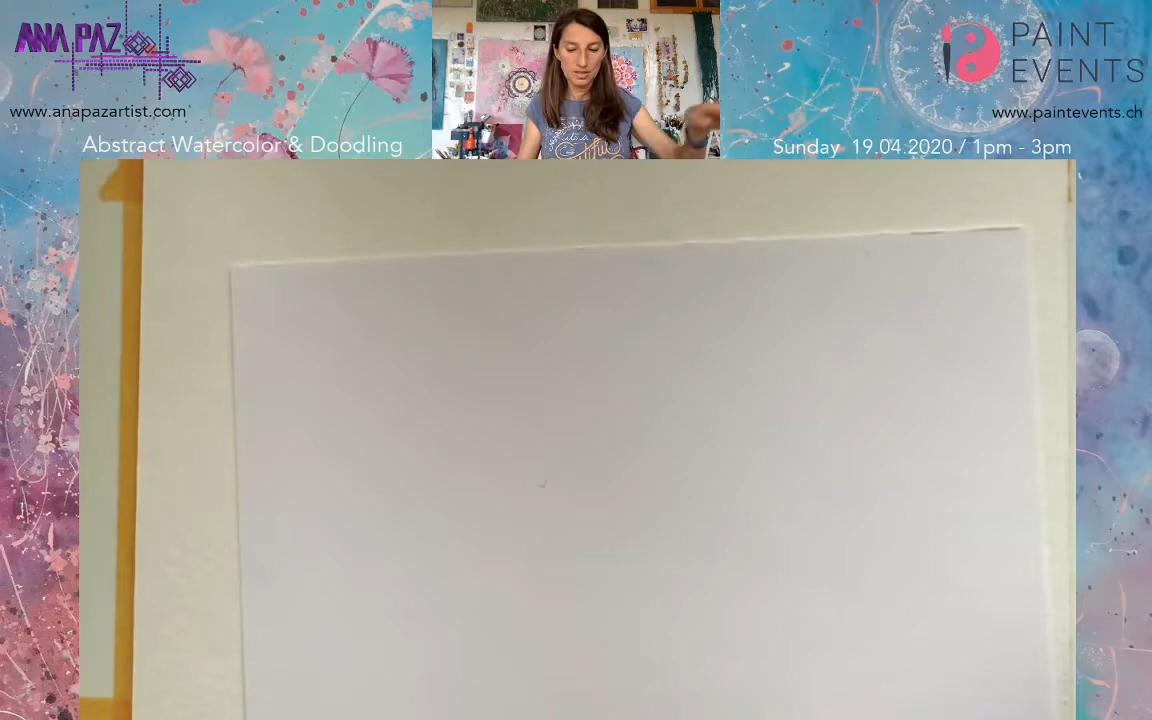 ANA PAZ
www.anapazartist.com
Abstract Watercolor & Doodling
PAINT
EVENTS
www.paintevents.ch
Sunday 19.04.2020 / 1pm - 3pm